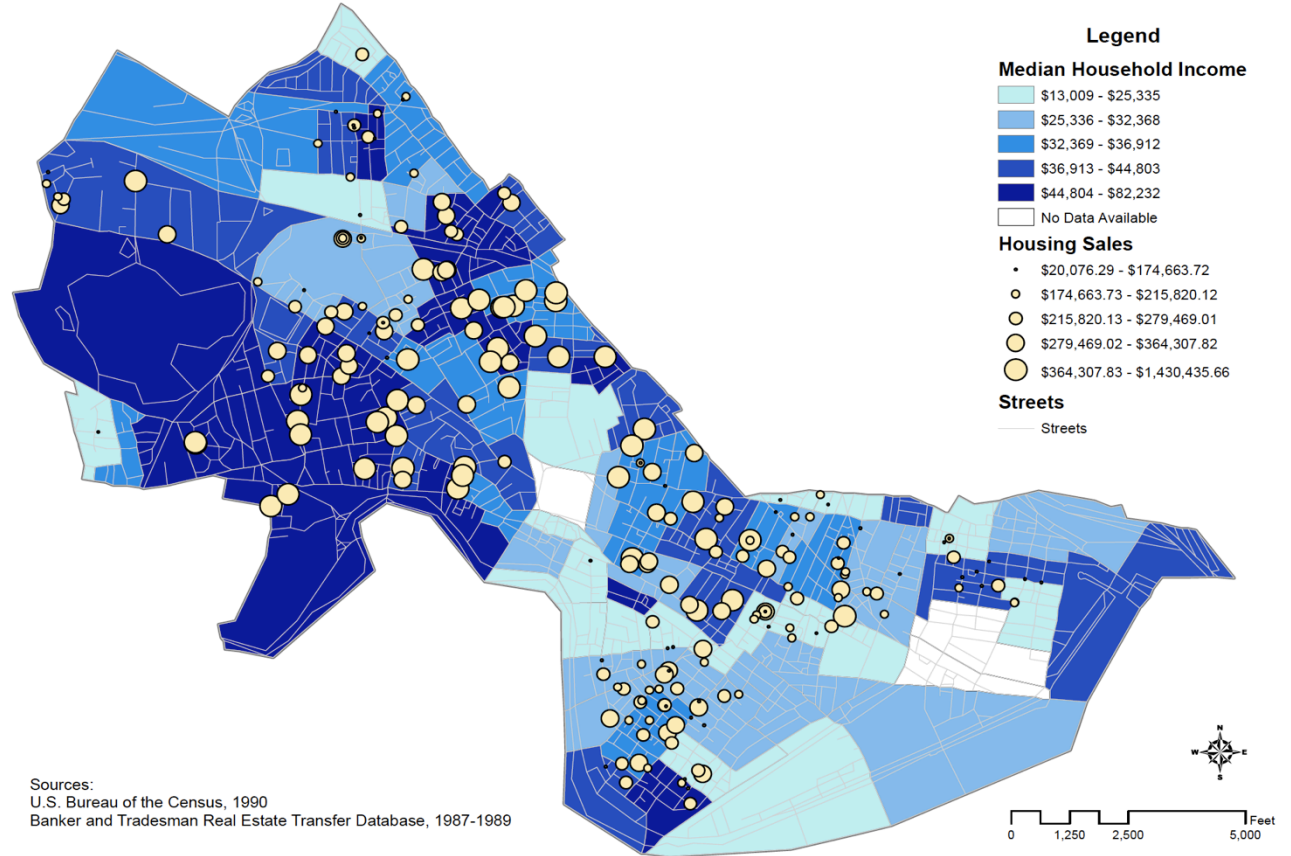 Legend
Median Household Income
$13,009 - $25,335
$25,336 - $32,368
$32,369 - $36,912
$36,913 - $44,803
$44,804 - $82,232
No Data Available
Housing Sales
$20,076.29 - $174,663.72
$174,663.73 - $215,820.12
$215,820.13 - $279,469.01
$279,469.02 - $364,307.82
$364,307.83 - $1,430,435.66
Streets
Streets
N
W E
S
Sources:
U.S. Bureau of the Census, 1990
Banker and Tradesman Real Estate Transfer Database, 1987-1989
Feet
0 1,250 2,500 5,000